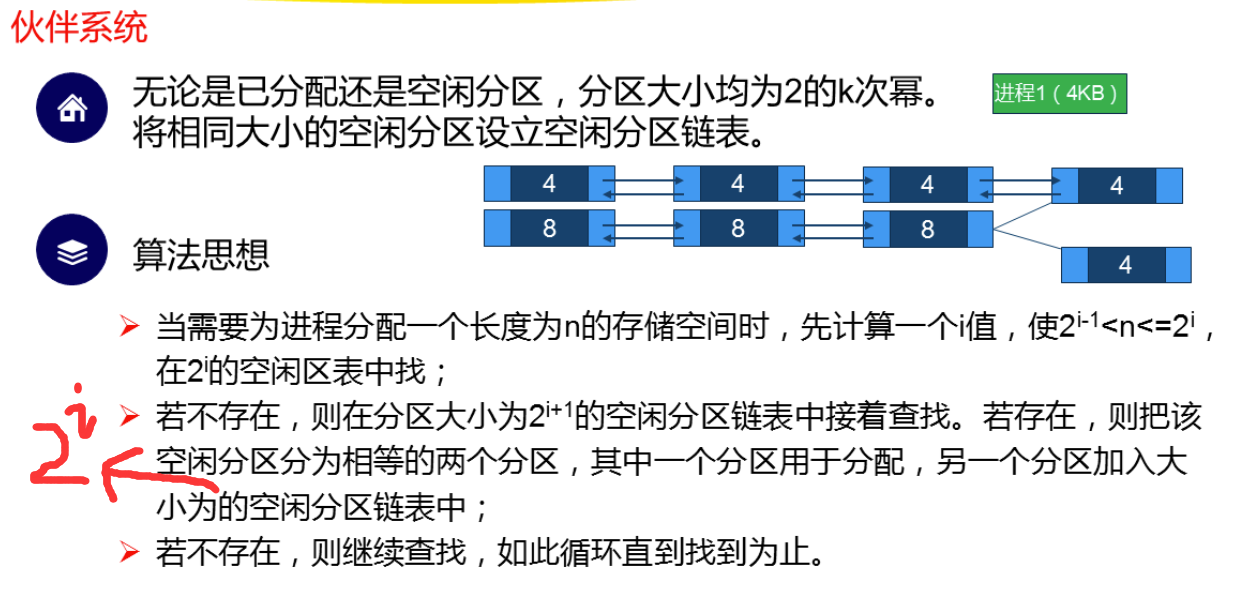 伙伴系统
无论是已分配还是空闲分区，分区大小均为2的k次幂。
将相同大小的空闲分区设立空闲分区链表。
进程1（4KB）
4 4 4 4
8 8 8
4
算法思想
当需要为进程分配一个长度为n的存储空间时，先计算一个i值，使2^{i-1}<n<=2^{i}，
在2^{i}的空闲区表中找；
若不存在，则在分区大小为2^{i+1}的空闲分区链表中接着查找。若存在，则把该
空闲分区分为相等的两个分区，其中一个分区用于分配，另一个分区加入大
小为的空闲分区链表中；
2^{i}
若不存在，则继续查找，如此循环直到找到为止。